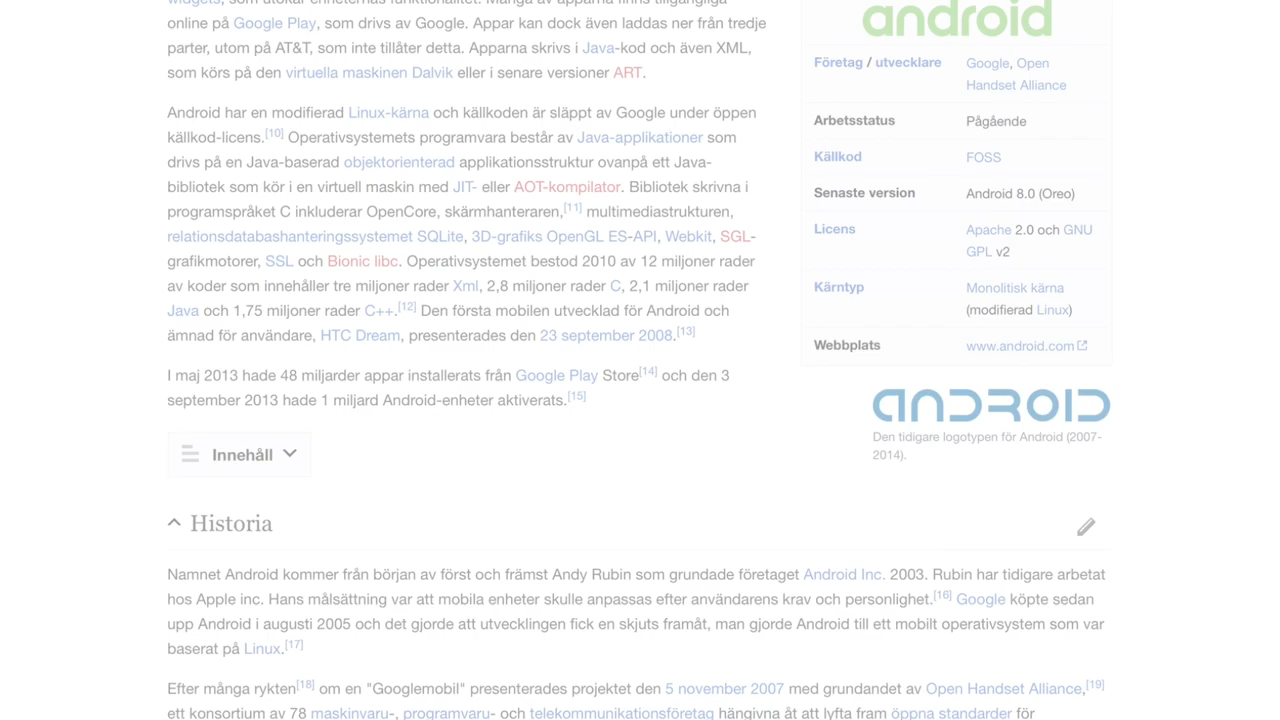 widgets, som utökar enheternas funktionalitet. Många av apparna finns tillgängliga
online på Google Play, som drivs av Google. Appar kan dock även laddas ner från tredje
parter, utom på AT&T, som inte tillåter detta. Apparna skrivs i Java-kod och även XML,
som körs på den virtuella maskinen Dalvik eller i senare versioner ART.
Android har en modifierad Linux-kärna och källkoden är släppt av Google under öppen
källkod-licens.[10] Operativsystemets programvara består av Java-applikationer som
drivs på en Java-baserad objektorienterad applikationsstruktur ovanpå ett Java-
bibliotek som kör i en virtuell maskin med JIT- eller AOT-kompilator. Bibliotek skrivna i
programspråket C inkluderar OpenCore, skärmhanteraren,[11] multimediastrukturen,
relationsdatabashanteringssystemet SQLite, 3D-grafiks OpenGL ES-API, Webkit, SGL-
grafikmotorer, SSL och Bionic libc. Operativsystemet bestod 2010 av 12 miljoner rader
av koder som innehåller tre miljoner rader Xml, 2,8 miljoner rader C, 2,1 miljoner rader
Java och 1,75 miljoner rader C++.[12] Den första mobilen utvecklad för Android och
ämnad för användare, HTC Dream, presenterades den 23 september 2008.[13]
I maj 2013 hade 48 miljarder appar installerats från Google Play Store[14] och den 3
september 2013 hade 1 miljard Android-enheter aktiverats.[15]
android
Företag / utvecklare Google, Open
Handset Alliance
Arbetsstatus Pågående
Källkod FOSS
Senaste version Android 8.0 (Oreo)
Licens Apache 2.0 och GNU
GPL v2
Kärntyp Monolitisk kärna
(modifierad Linux)
Webbplats www.android.com
ANDROID
Den tidigare logotypen för Android (2007-
2014).
Innehåll
Historia
Namnet Android kommer från början av först och främst Andy Rubin som grundade företaget Android Inc. 2003. Rubin har tidigare arbetat
hos Apple inc. Hans målsättning var att mobila enheter skulle anpassas efter användarens krav och personlighet.[16] Google köpte sedan
upp Android i augusti 2005 och det gjorde att utvecklingen fick en skjuts framåt, man gjorde Android till ett mobilt operativsystem som var
baserat på Linux.[17]
Efter många rykten[18] om en "Googlemobil" presenterades projektet den 5 november 2007 med grundandet av Open Handset Alliance,[19]
ett konsortium av 78 maskinvaru-, programvaru- och telekommunikationsföretag hängivna åt att lyfta fram öppna standarder för